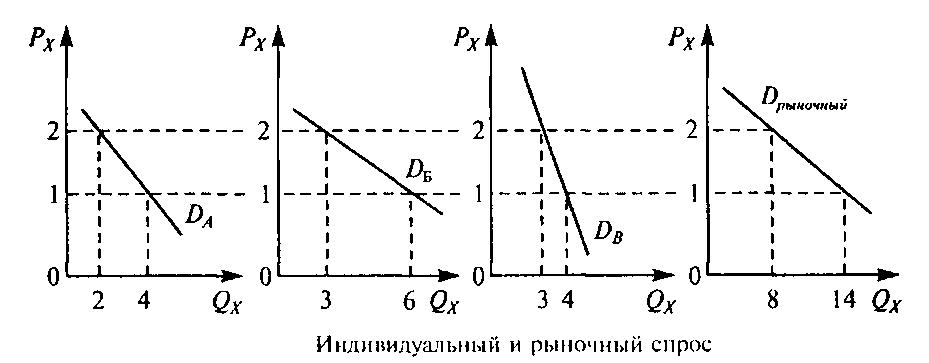 P_X P_X P_X P_X
D_рыночный
2 2 2 2
D_Б
1 1 1 1
D_A D_B
0 0 0 0
2 4 Q_X 3 6 Q_X 3 4 Q_X 8 14 Q_X
Индивидуальный и рыночный спрос